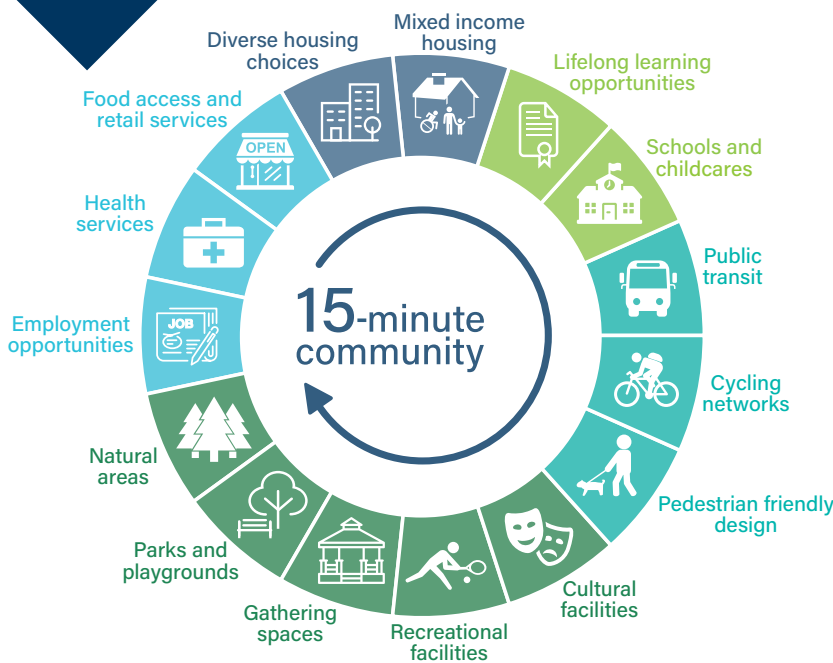 Mixed income
housing
Lifelong learning
opportunities
Schools and
childcares
Public
transit
Cycling
networks
Pedestrian friendly
design
Cultural
facilities
Recreational
facilities
Gathering
spaces
Parks and
playgrounds
Natural
areas
Employment
opportunities
Health
services
Food access and
retail services
Diverse housing
choices
OPEN
JOB
15-minute
community